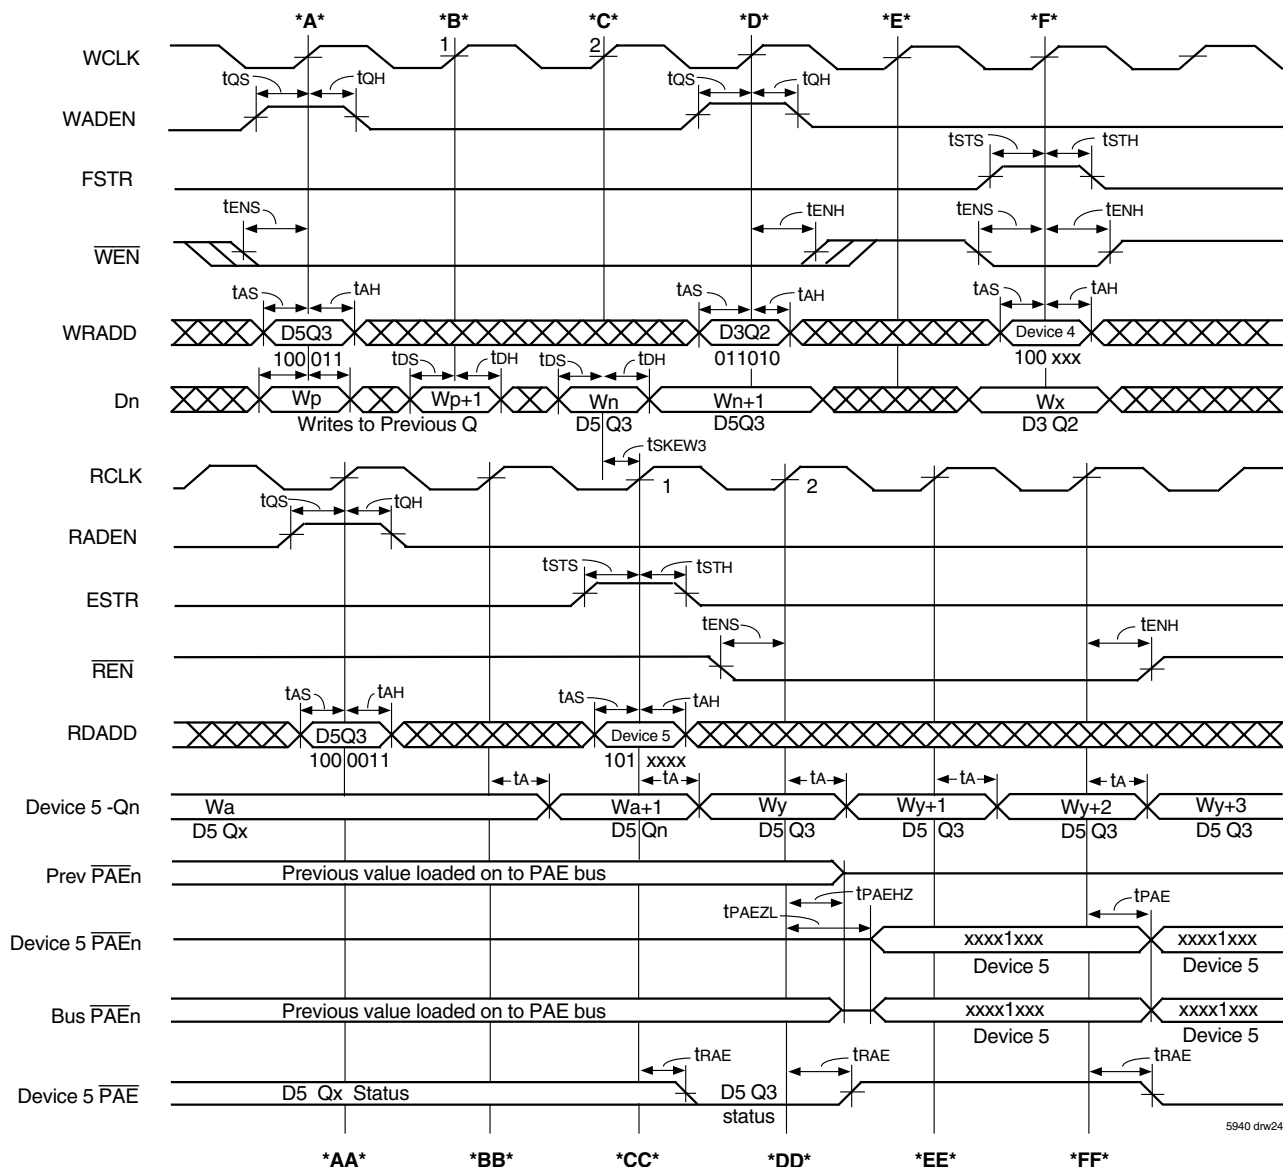 *A* *B* *C* *D* *E* *F*
WCLK 1 2
tQS tQH tQS tQH
WADEN
tSTS tSTH
FSTR
tENS tENH tENS tENH
WEN
tAS tAH tAS tAH tAS tAH
WRADD D5Q3 D3Q2 Device 4
100 011 011010 100 xxx
tDS tDH tDS tDH
Dn Wp Wp+1 Wn Wn+1 Wx
Writes to Previous Q D5 Q3 D5Q3 D3 Q2
tSKEW3
RCLK 1 2
tQS tQH
RADEN
tSTS tSTH
ESTR
tENS tENH
REN
tAS tAH tAS tAH
RDADD D5Q3 Device 5
100 0011 101 xxxx
tA tA tA tA tA
Device 5 -Qn Wa Wa+1 Wy Wy+1 Wy+2 Wy+3
D5 Qx D5 Qn D5 Q3 D5 Q3 D5 Q3 D5 Q3
Prev PAEn Previous value loaded on to PAE bus
tPAEHZ tPAE
tPAEZL
Device 5 PAEn xxxx1xxx xxxx1xxx
Device 5 Device 5
Bus PAEn Previous value loaded on to PAE bus xxxx1xxx xxxx1xxx
Device 5 Device 5
tRAE tRAE tRAE
Device 5 PAE D5 Qx Status D5 Q3
status
5940 drw24
*AA* *BB* *CC* *DD* *EE* *FF*